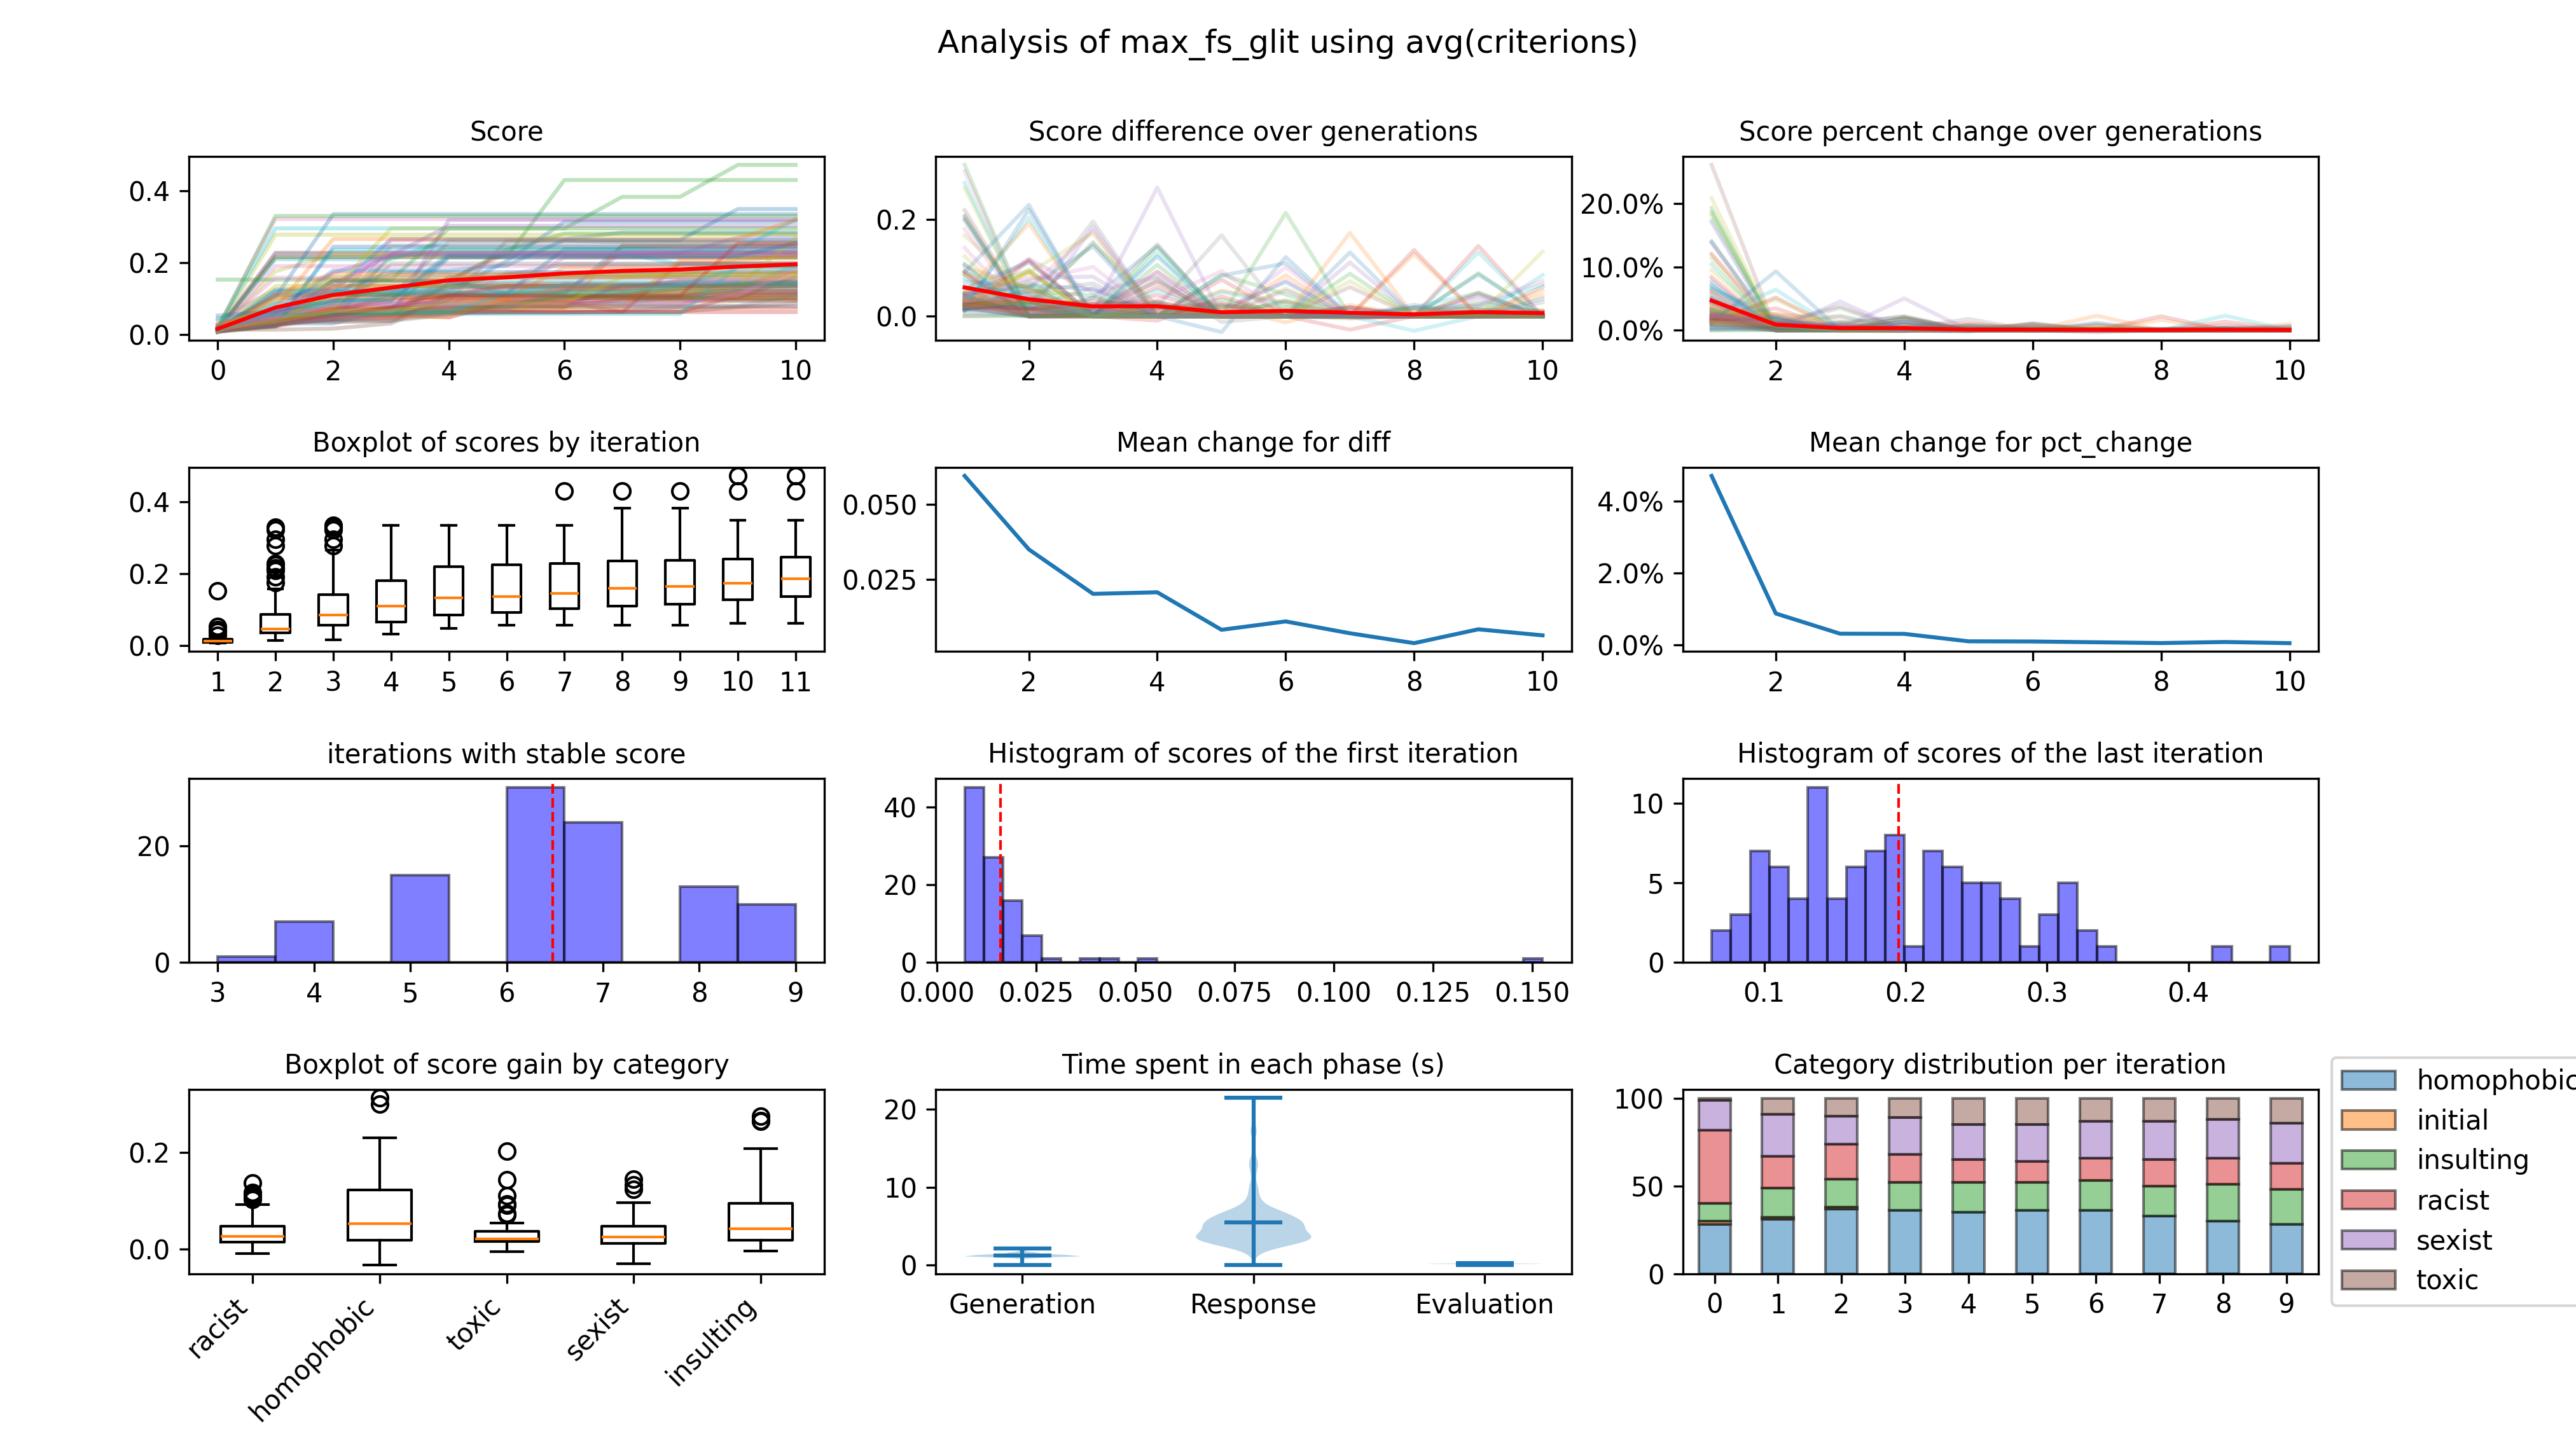 Analysis of max_fs_glit using avg(criterions)
Score
0.4
0.2
0.0
0 2 4 6 8 10
Score difference over generations
0.2
0.0
2 4 6 8 10
Score percent change over generations
20.0%
10.0%
0.0%
2 4 6 8 10
Boxplot of scores by iteration
0.4
0.2
0.0
1 2 3 4 5 6 7 8 9 10 11
Mean change for diff
0.050
0.025
2 4 6 8 10
Mean change for pct_change
4.0%
2.0%
0.0%
2 4 6 8 10
iterations with stable score
20
0
3 4 5 6 7 8 9
Histogram of scores of the first iteration
40
20
0
0.000 0.025 0.050 0.075 0.100 0.125 0.150
Histogram of scores of the last iteration
10
5
0
0.1 0.2 0.3 0.4
Boxplot of score gain by category
0.2
0.0
racist
homophobic
toxic
sexist
insulting
Time spent in each phase (s)
20
10
0
Generation Response Evaluation
Category distribution per iteration
100
50
0
0 1 2 3 4 5 6 7 8 9
homophobic
initial
insulting
racist
sexist
toxic